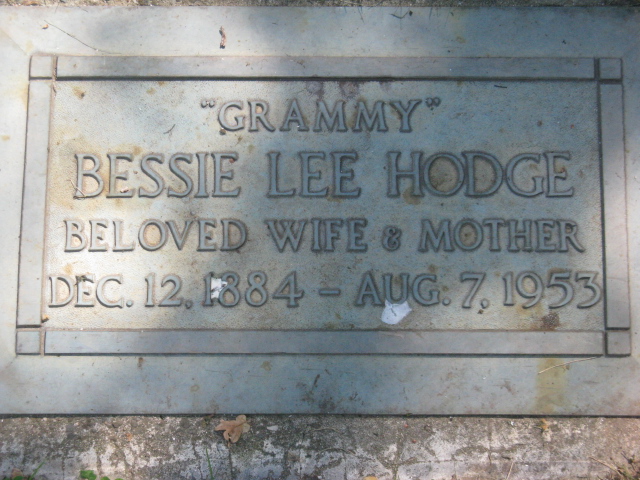 "GRAMMY"
BESSIE LEE HODGE
BELOVED WIFE & MOTHER
DEC. 12, 1884 - AUG. 7, 1953